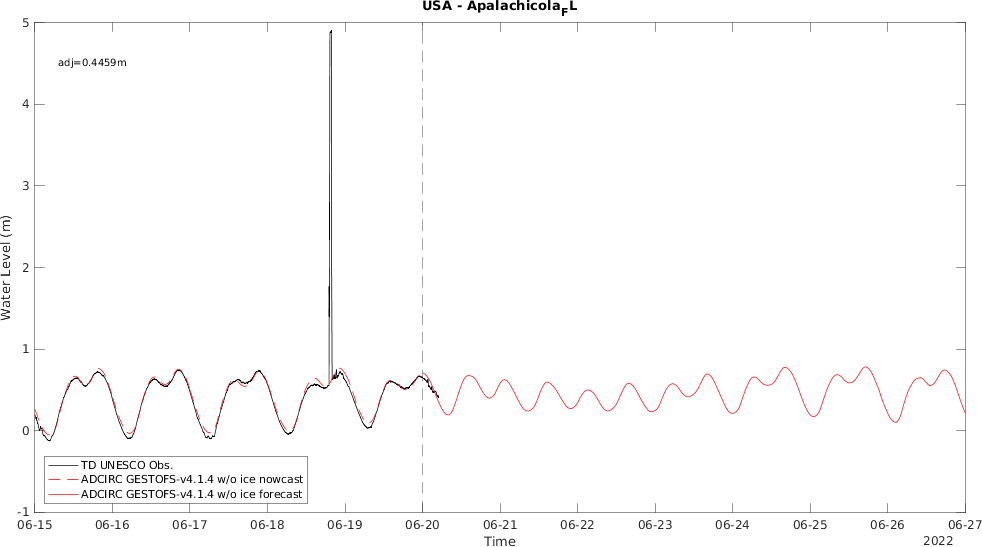 USA - Apalachicola_FL
adj=0.4459m
5
4
3
2
1
0
-1
Water Level (m)
TD UNESCO Obs.
ADCIRC GESTOFS-v4.1.4 w/o ice nowcast
ADCIRC GESTOFS-v4.1.4 w/o ice forecast
06-15 06-16 06-17 06-18 06-19 06-20 06-21 06-22 06-23 06-24 06-25 06-26 06-27
Time
2022